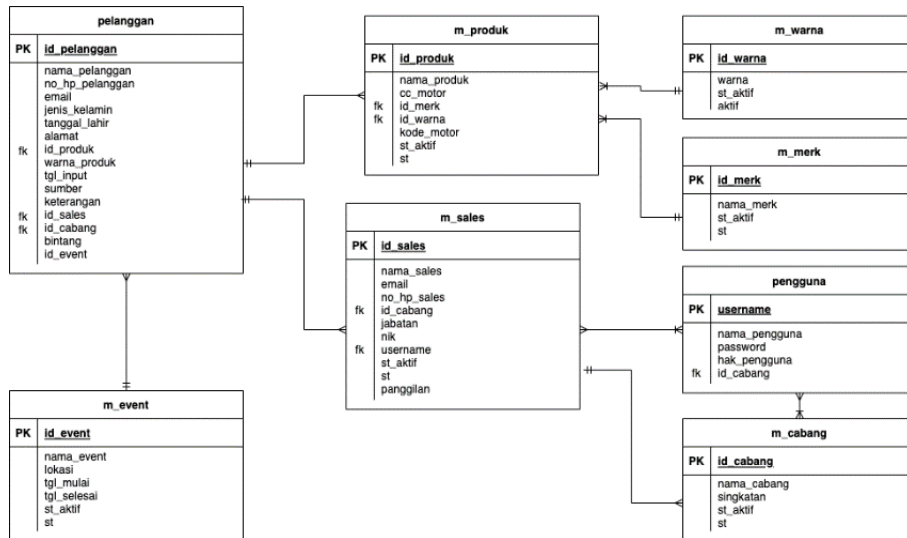 pelanggan
PK id_pelanggan
nama_pelanggan
no_hp_pelanggan
email
jenis_kelamin
tanggal_lahir
alamat
fk id_produk
warna_produk
tgl_input
sumber
keterangan
fk id_sales
fk id_cabang
bintang
id_event
m_produk
PK id_produk
nama_produk
cc_motor
fk id_merk
fk id_warna
kode_motor
st_aktif
st
m_warna
PK id_warna
warna
st_aktif
aktif
m_merk
PK id_merk
nama_merk
st_aktif
st
m_sales
PK id_sales
nama_sales
email
no_hp_sales
fk id_cabang
jabatan
nik
fk username
st_aktif
st
panggilan
pengguna
PK username
nama_pengguna
password
hak_pengguna
fk id_cabang
m_event
PK id_event
nama_event
lokasi
tgl_mulai
tgl_selesai
st_aktif
st
m_cabang
PK id_cabang
nama_cabang
singkatan
st_aktif
st